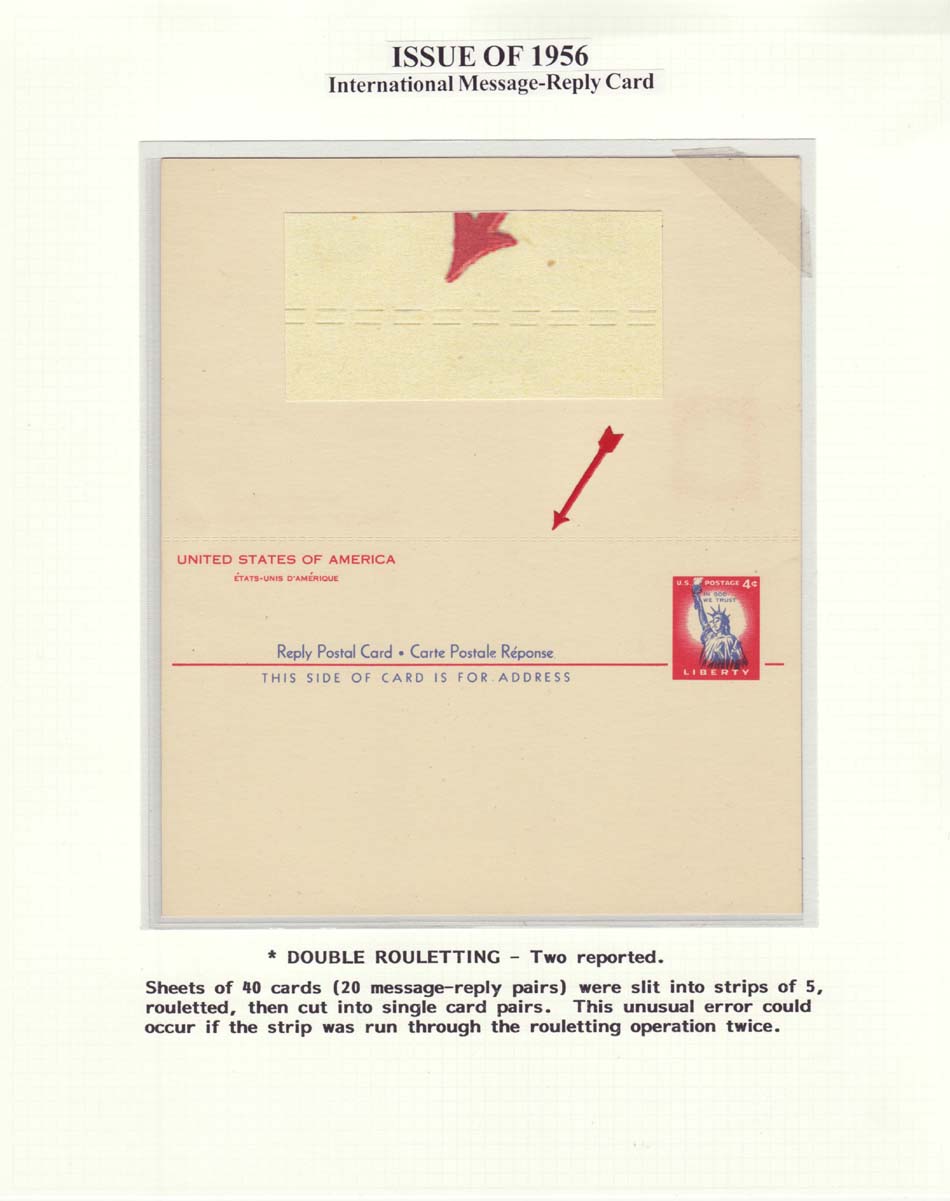 ISSUE OF 1956
International Message-Reply Card
UNITED STATES OF AMERICA
ÉTATS-UNIS D'AMÉRIQUE
U.S. POSTAGE 4¢
IN GOD
WE TRUST
LIBERTY
Reply Postal Card • Carte Postale Réponse
THIS SIDE OF CARD IS FOR ADDRESS
* DOUBLE ROULETTING - Two reported.
Sheets of 40 cards (20 message-reply pairs) were slit into strips of 5,
rouletted, then cut into single card pairs. This unusual error could
occur if the strip was run through the rouletting operation twice.